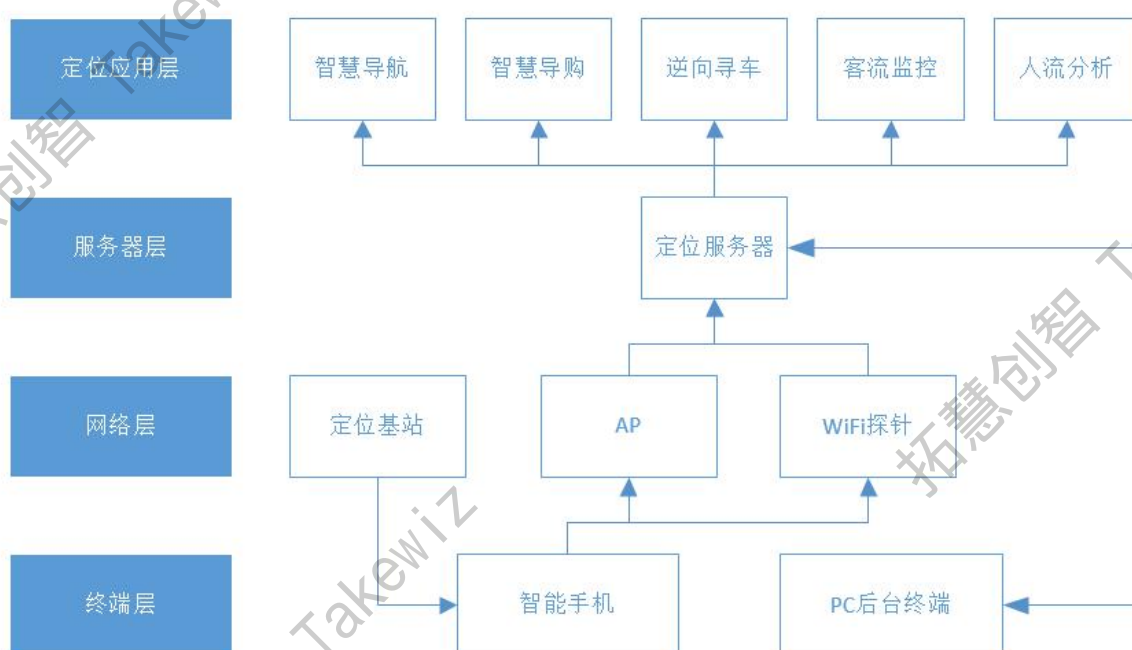 定位应用层
智慧导航
智慧导购
逆向寻车
客流监控
人流分析
服务器层
定位服务器
网络层
定位基站
AP
WiFi探针
终端层
智能手机
PC后台终端
Takewiz
拓慧创智
Takewiz